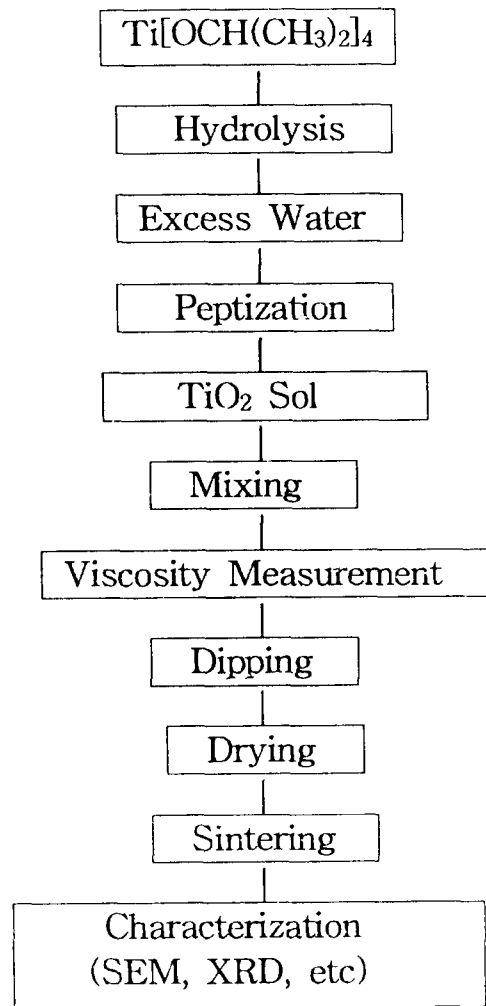 Ti[OCH(CH₃)₂]₄
Hydrolysis
Excess Water
Peptization
TiO₂ Sol
Mixing
Viscosity Measurement
Dipping
Drying
Sintering
Characterization
(SEM, XRD, etc)